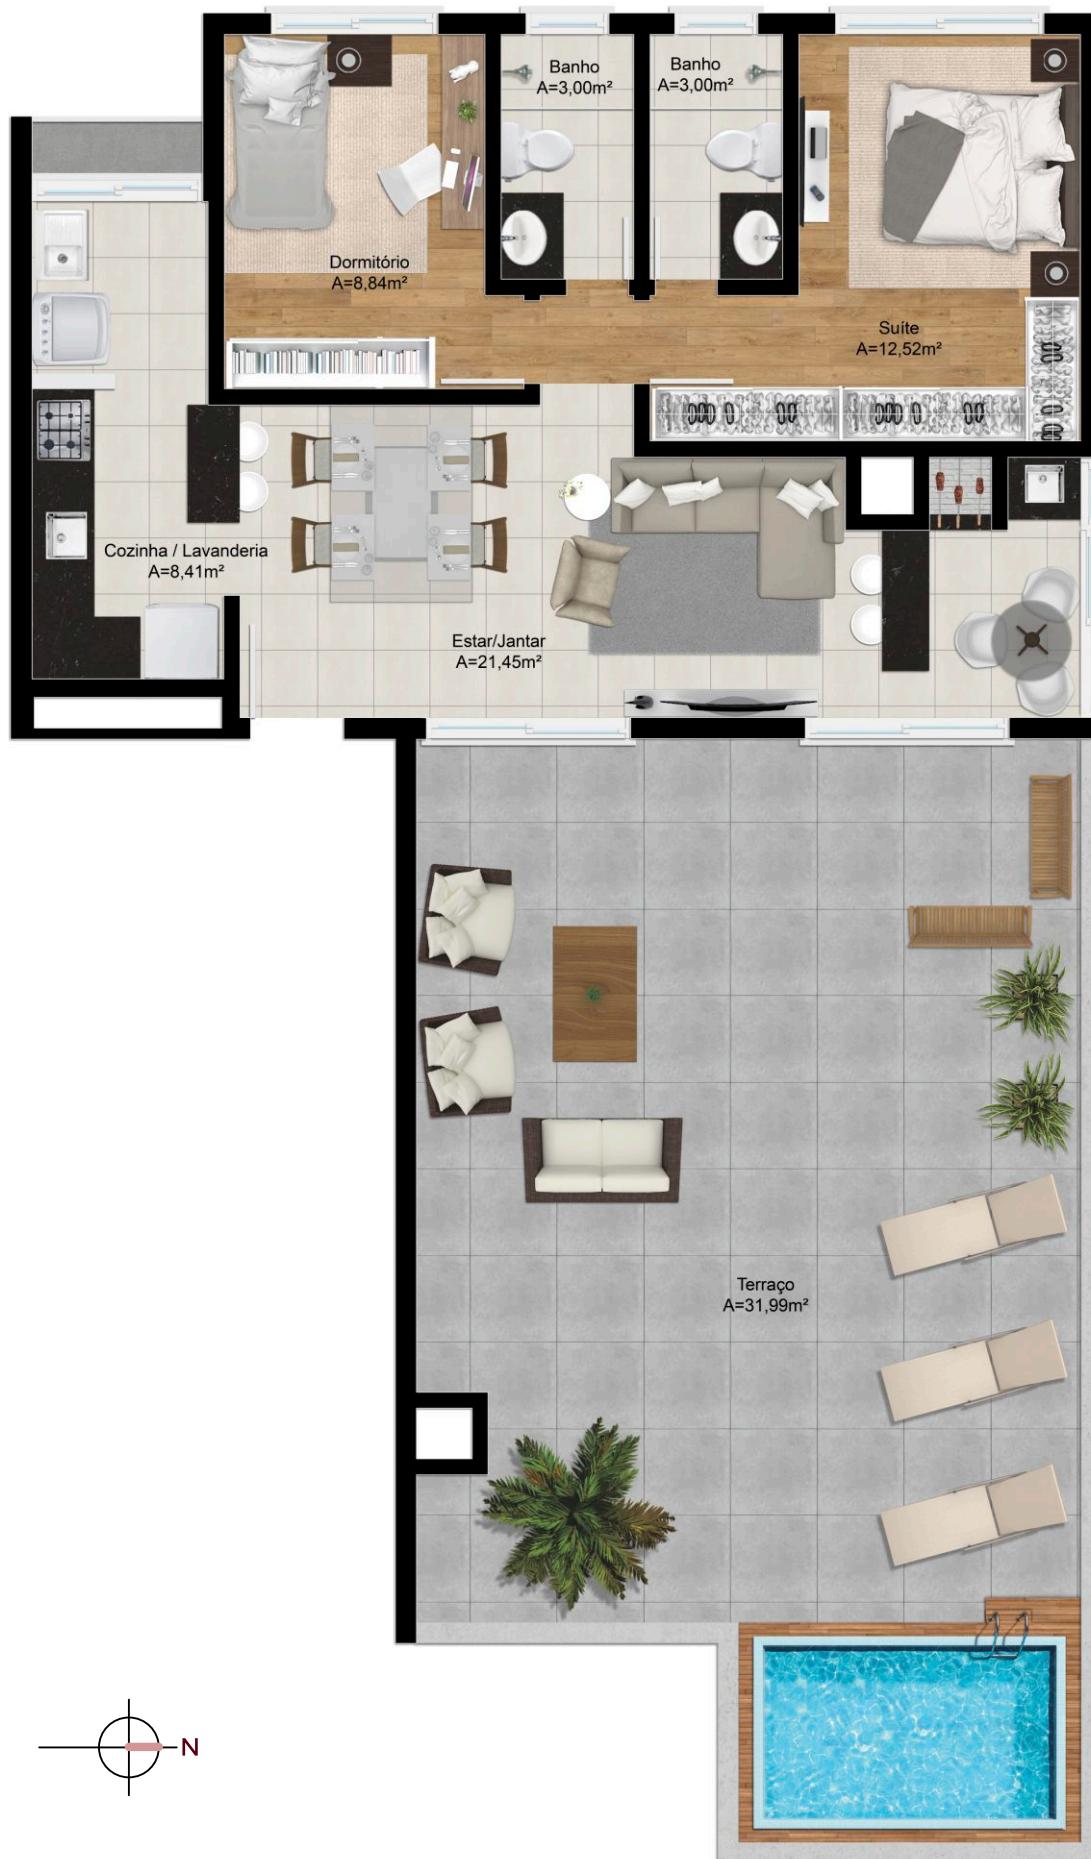 Banho
A=3,00m²
Banho
A=3,00m²
Dormitório
A=8,84m²
Suíte
A=12,52m²
Cozinha / Lavanderia
A=8,41m²
Estar/Jantar
A=21,45m²
Terraço
A=31,99m²
N